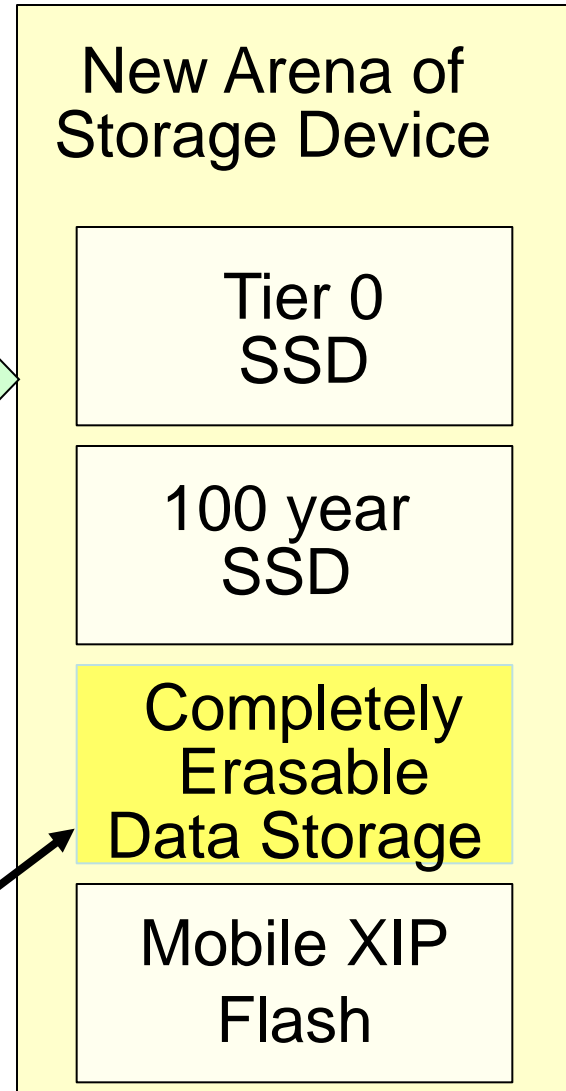 New Arena of
Storage Device
Tier 0
SSD
100 year
SSD
Completely
Erasable
Data Storage
Mobile XIP
Flash